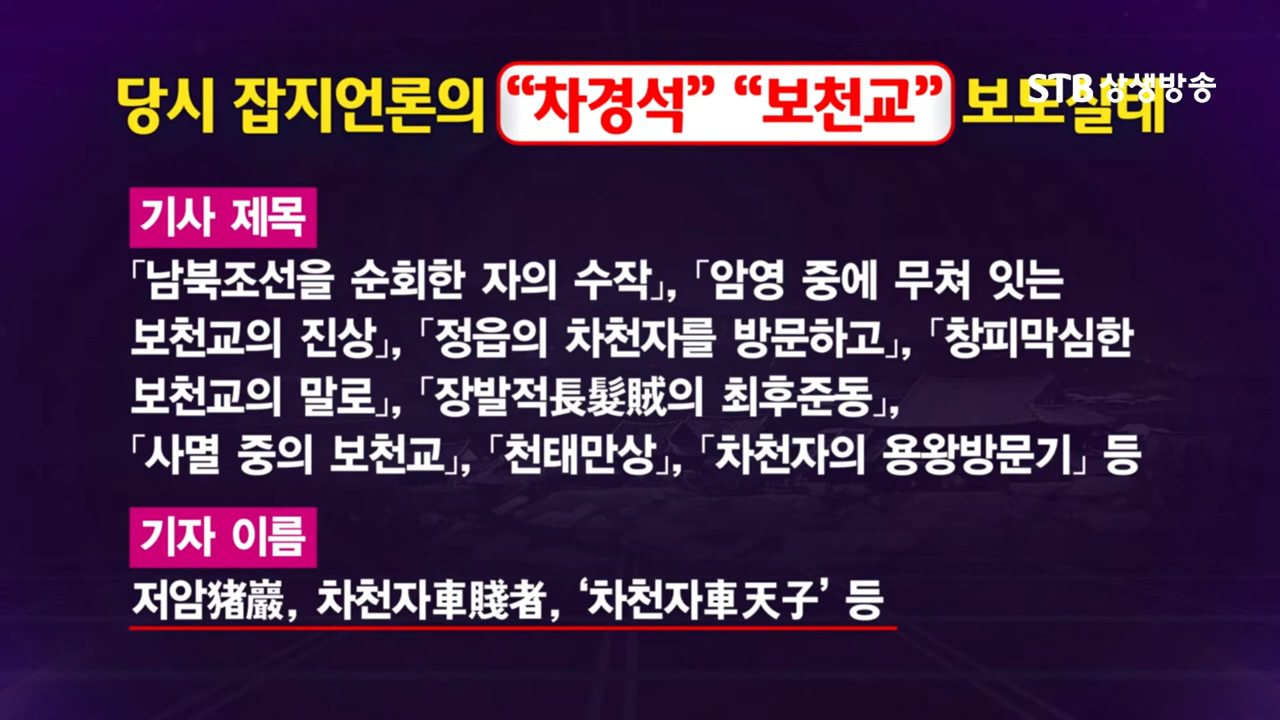 당시 잡지언론의 “차경석” “보천교” 보도실태
STB 상생방송
기사 제목
「남북조선을 순회한 자의 수작」, 「암영 중에 무쳐 잇는
보천교의 진상」, 「정읍의 차천자를 방문하고」, 「창피막심한
보천교의 말로」, 「장발적長髮賊의 최후준동」,
「사멸 중의 보천교」, 「천태만상」, 「차천자의 용왕방문기」 등
기자 이름
저암猪巖, 차천자車賤者, ‘차천자車天子’ 등